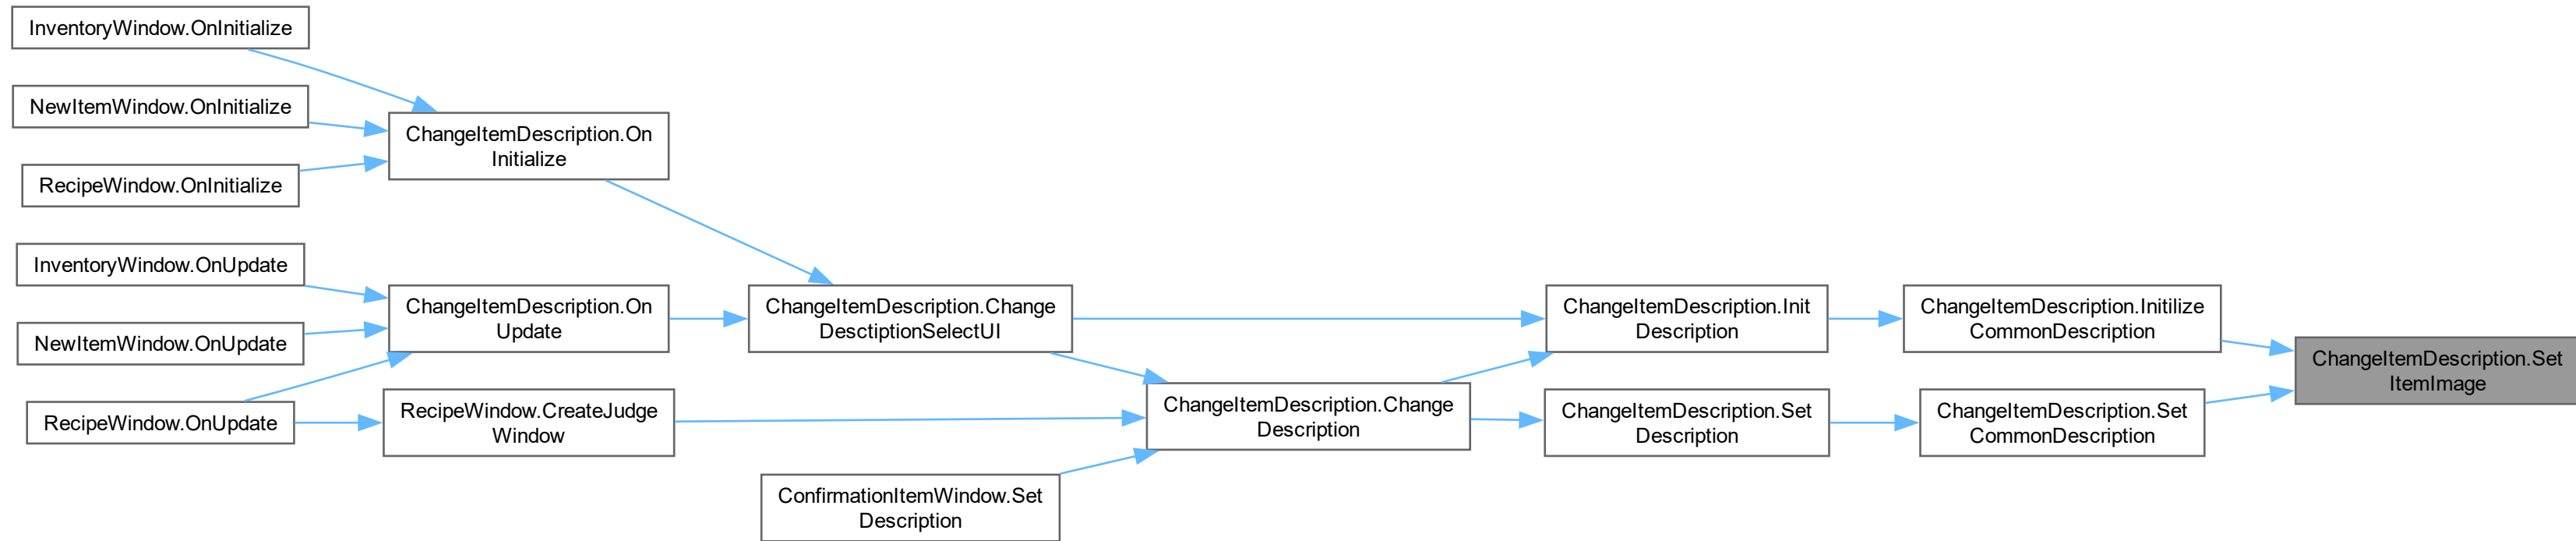 InventoryWindow.OnInitialize
NewItemWindow.OnInitialize
RecipeWindow.OnInitialize
InventoryWindow.OnUpdate
NewItemWindow.OnUpdate
RecipeWindow.OnUpdate
ChangeItemDescription.On
Initialize
ChangeItemDescription.On
Update
RecipeWindow.CreateJudge
Window
ChangeItemDescription.Change
DesctiptionSelectUI
ConfirmationItemWindow.Set
Description
ChangeItemDescription.Change
Description
ChangeItemDescription.Init
Description
ChangeItemDescription.Set
Description
ChangeItemDescription.Initilize
CommonDescription
ChangeItemDescription.Set
CommonDescription
ChangeItemDescription.Set
ItemImage